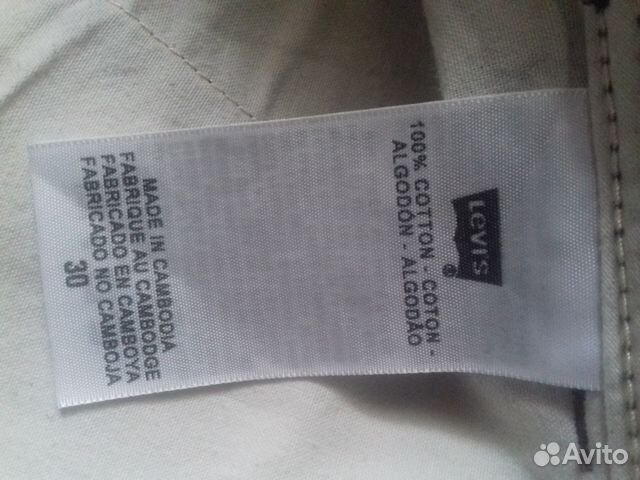 LEVI'S
®
100% COTTON - COTON -
ALGODÓN - ALGODÃO
MADE IN CAMBODIA
FABRIQUE AU CAMBODGE
FABRICADO EN CAMBOYA
FABRICADO NO CAMBOJA
30
Avito